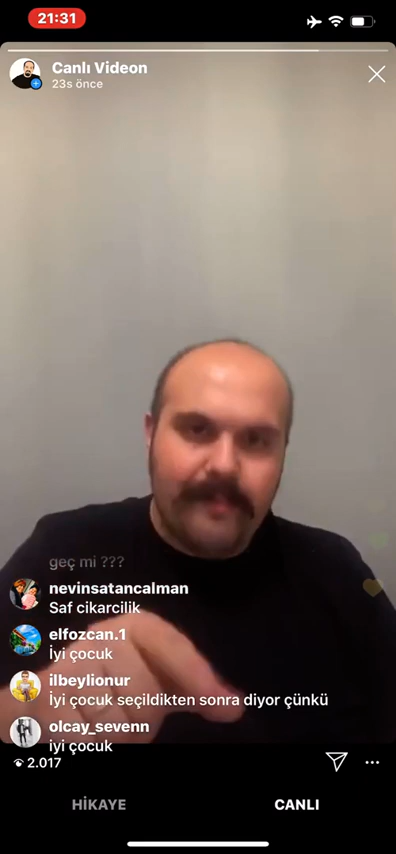 21:31
Canlı Videon
23s önce
geç mi ???
nevinsatancalman
Saf cikarcilik
elfozcan.1
İyi çocuk
ilbeylionur
İyi çocuk seçildikten sonra diyor çünkü
olcay_sevenn
iyi çocuk
2.017
HİKAYE
CANLI